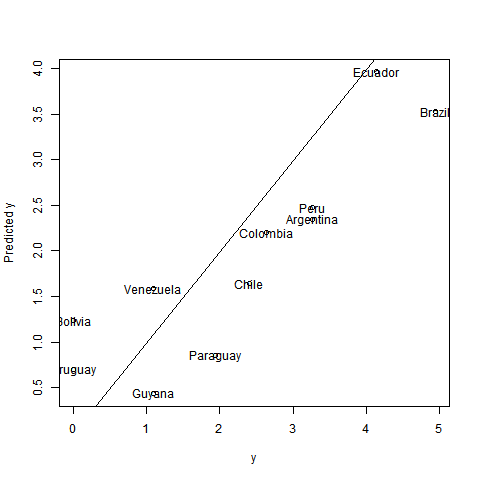 4.0
3.5
3.0
2.5
2.0
1.5
1.0
0.5
Predicted y
Ecuador
Brazil
Peru
Argentina
Colombia
Chile
Venezuela
Bolivia
Paraguay
ruguay
Guyana
0 1 2 3 4 5
y